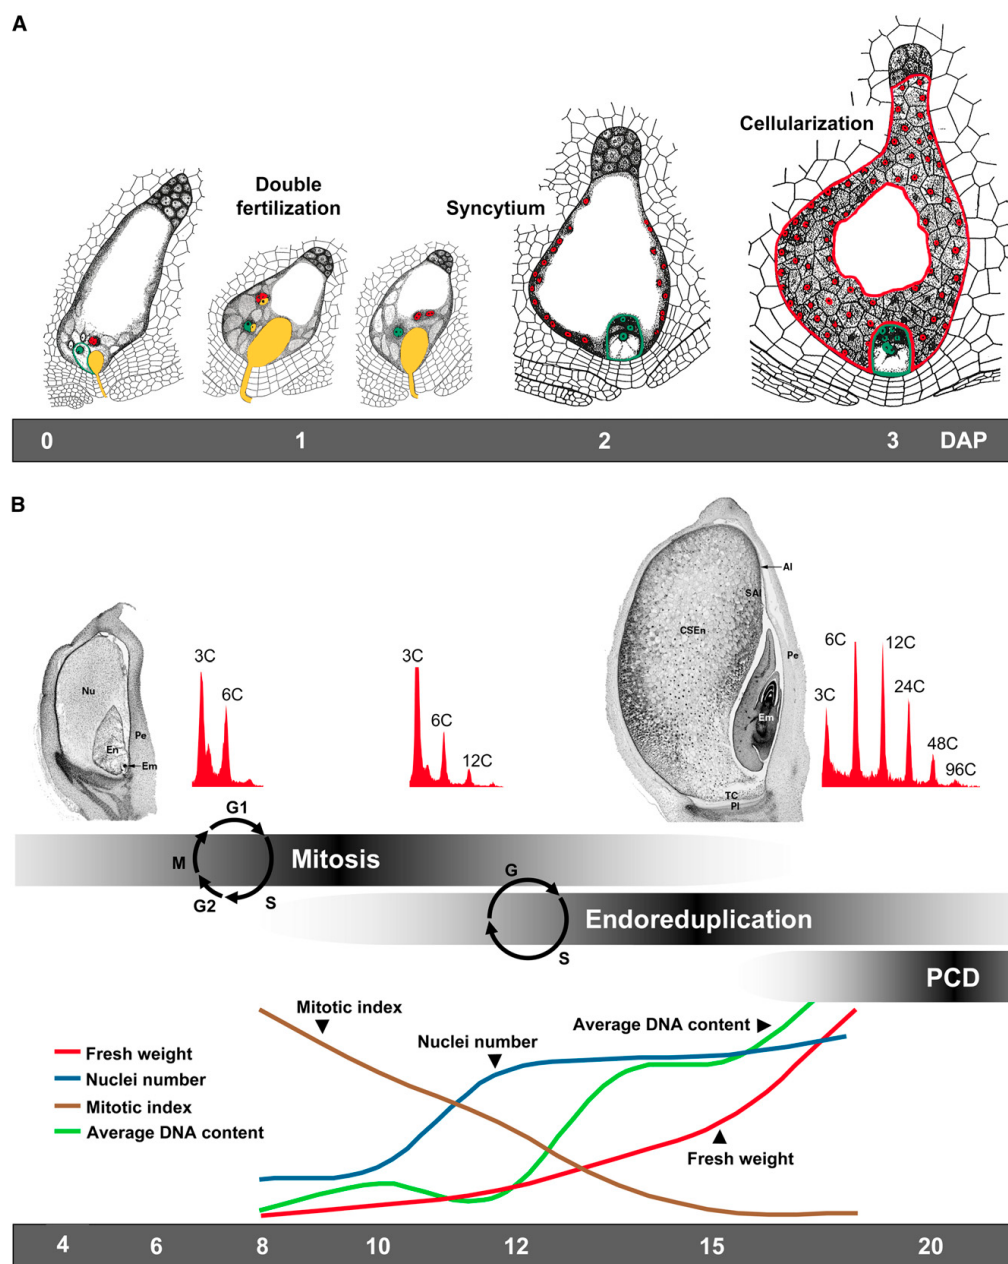 A
Double
fertilization
Syncytium
Cellularization
0 1 2 3 DAP
B
Nu
En
Pe
Em
3C
6C
3C
6C
12C
Al
SAl
CSEn
Pe
Em
TC
Pl
3C
6C
12C
24C
48C
96C
G1
M
G2
S
Mitosis
G
S
Endoreduplication
PCD
Mitotic index
Nuclei number
Average DNA content
Fresh weight
Nuclei number
Mitotic index
Average DNA content
Fresh weight
4 6 8 10 12 15 20